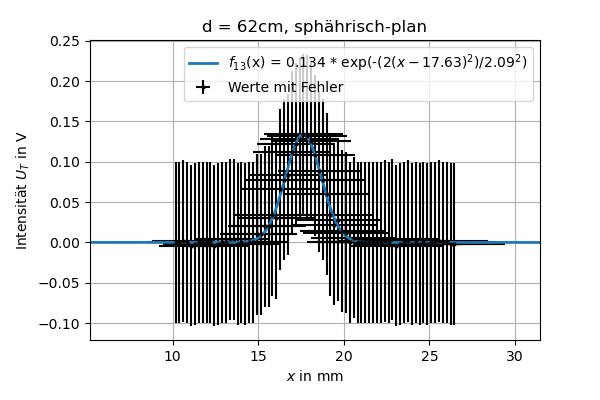 d = 62cm, sphährisch-plan
f13(x) = 0.134 * exp(-(2(x − 17.63)²)/2.09²)
Werte mit Fehler
Intensität UT in V
0.25
0.20
0.15
0.10
0.05
0.00
−0.05
−0.10
10 15 20 25 30
x in mm